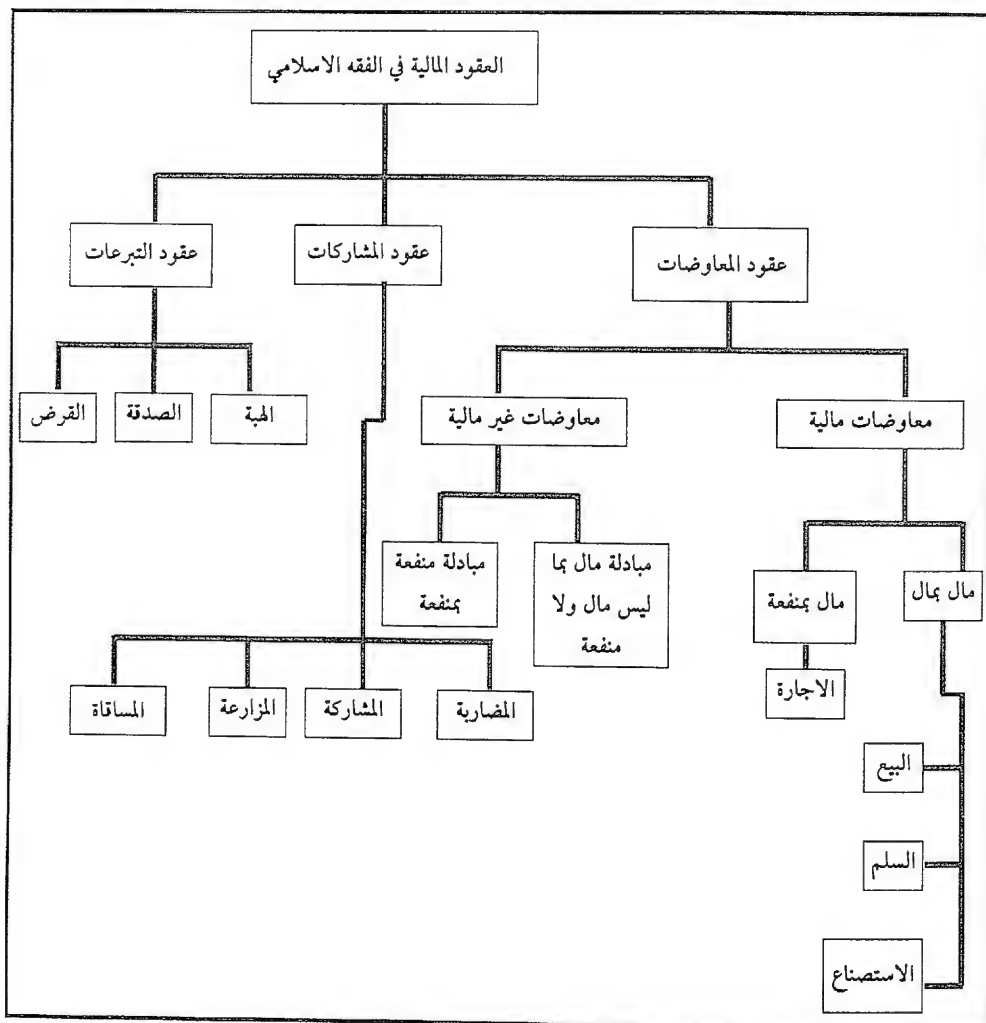 العقود المالية في الفقه الاسلامي
عقود المعاوضات
عقود المشاركات
عقود التبرعات
معاوضات مالية
معاوضات غير مالية
الهبة
الصدقة
القرض
مال بمال
مال بمنفعة
مبادلة مال بما
ليس مال ولا
منفعة
مبادلة منفعة
بمنفعة
الاجارة
المضاربة
المشاركة
المزارعة
المساقاة
البيع
السلم
الاستصناع